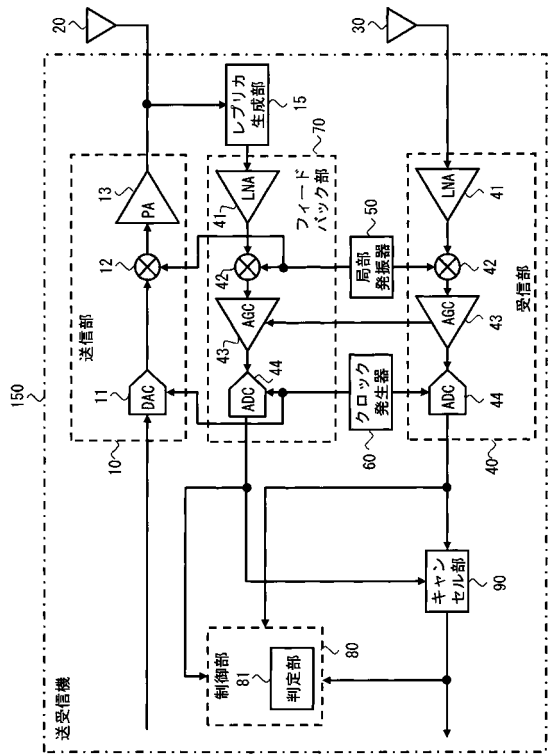 150
送受信機
20
30
送信部
10
11
DAC
12
13
PA
レプリカ
生成部
15
70
フィード
バック部
41
LNA
42
AGC
43
ADC
44
局部
発振器
50
クロック
発生器
60
受信部
40
LNA
41
42
AGC
43
ADC
44
制御部
81
判定部
80
キャン
セル部
90